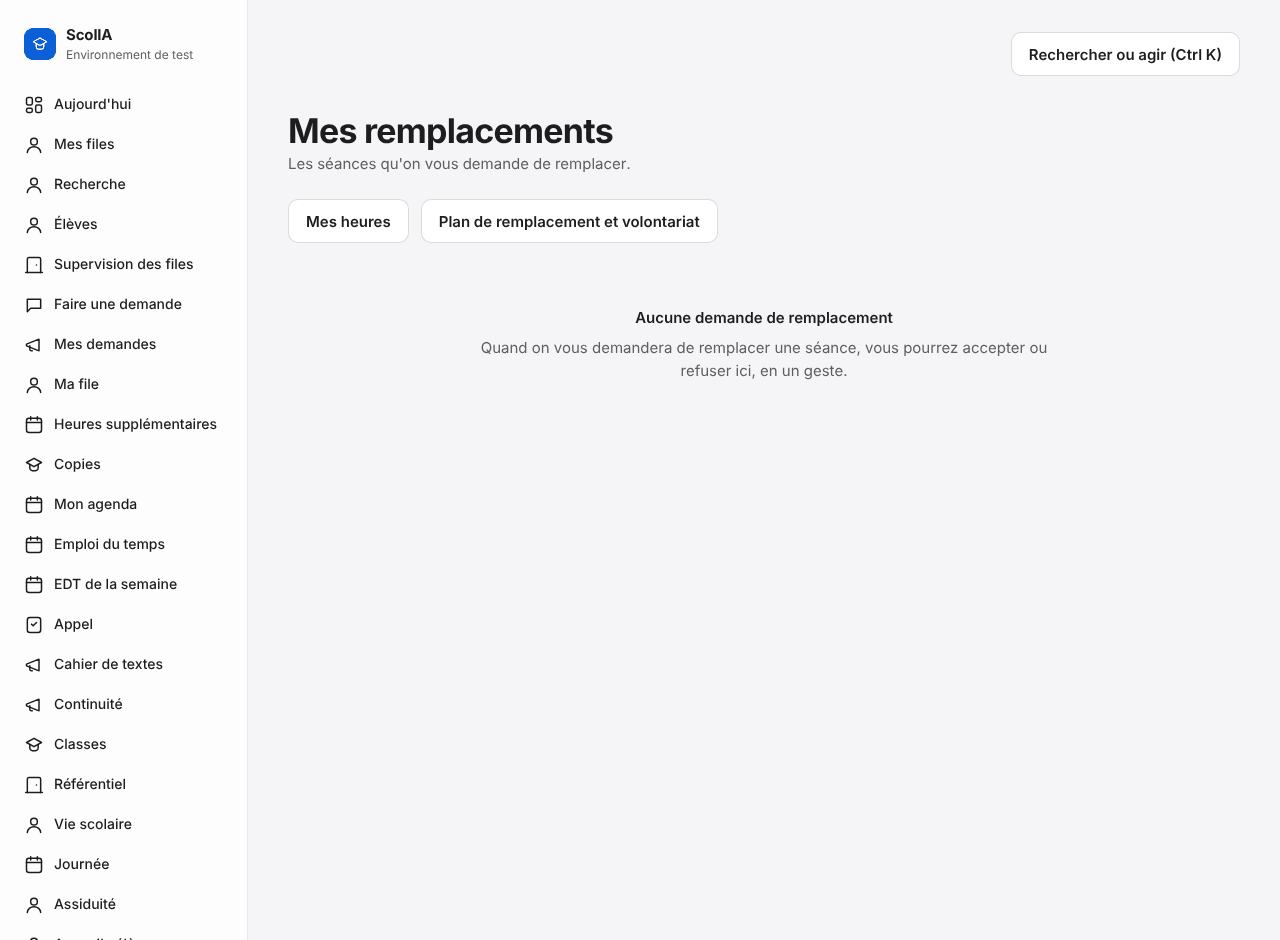 ScolIA
Environnement de test
Rechercher ou agir (Ctrl K)
Aujourd'hui
Mes files
Recherche
Élèves
Supervision des files
Faire une demande
Mes demandes
Ma file
Heures supplémentaires
Copies
Mon agenda
Emploi du temps
EDT de la semaine
Appel
Cahier de textes
Continuité
Classes
Référentiel
Vie scolaire
Journée
Assiduité
Mes remplacements
Les séances qu'on vous demande de remplacer.
Mes heures
Plan de remplacement et volontariat
Aucune demande de remplacement
Quand on vous demandera de remplacer une séance, vous pourrez accepter ou
refuser ici, en un geste.